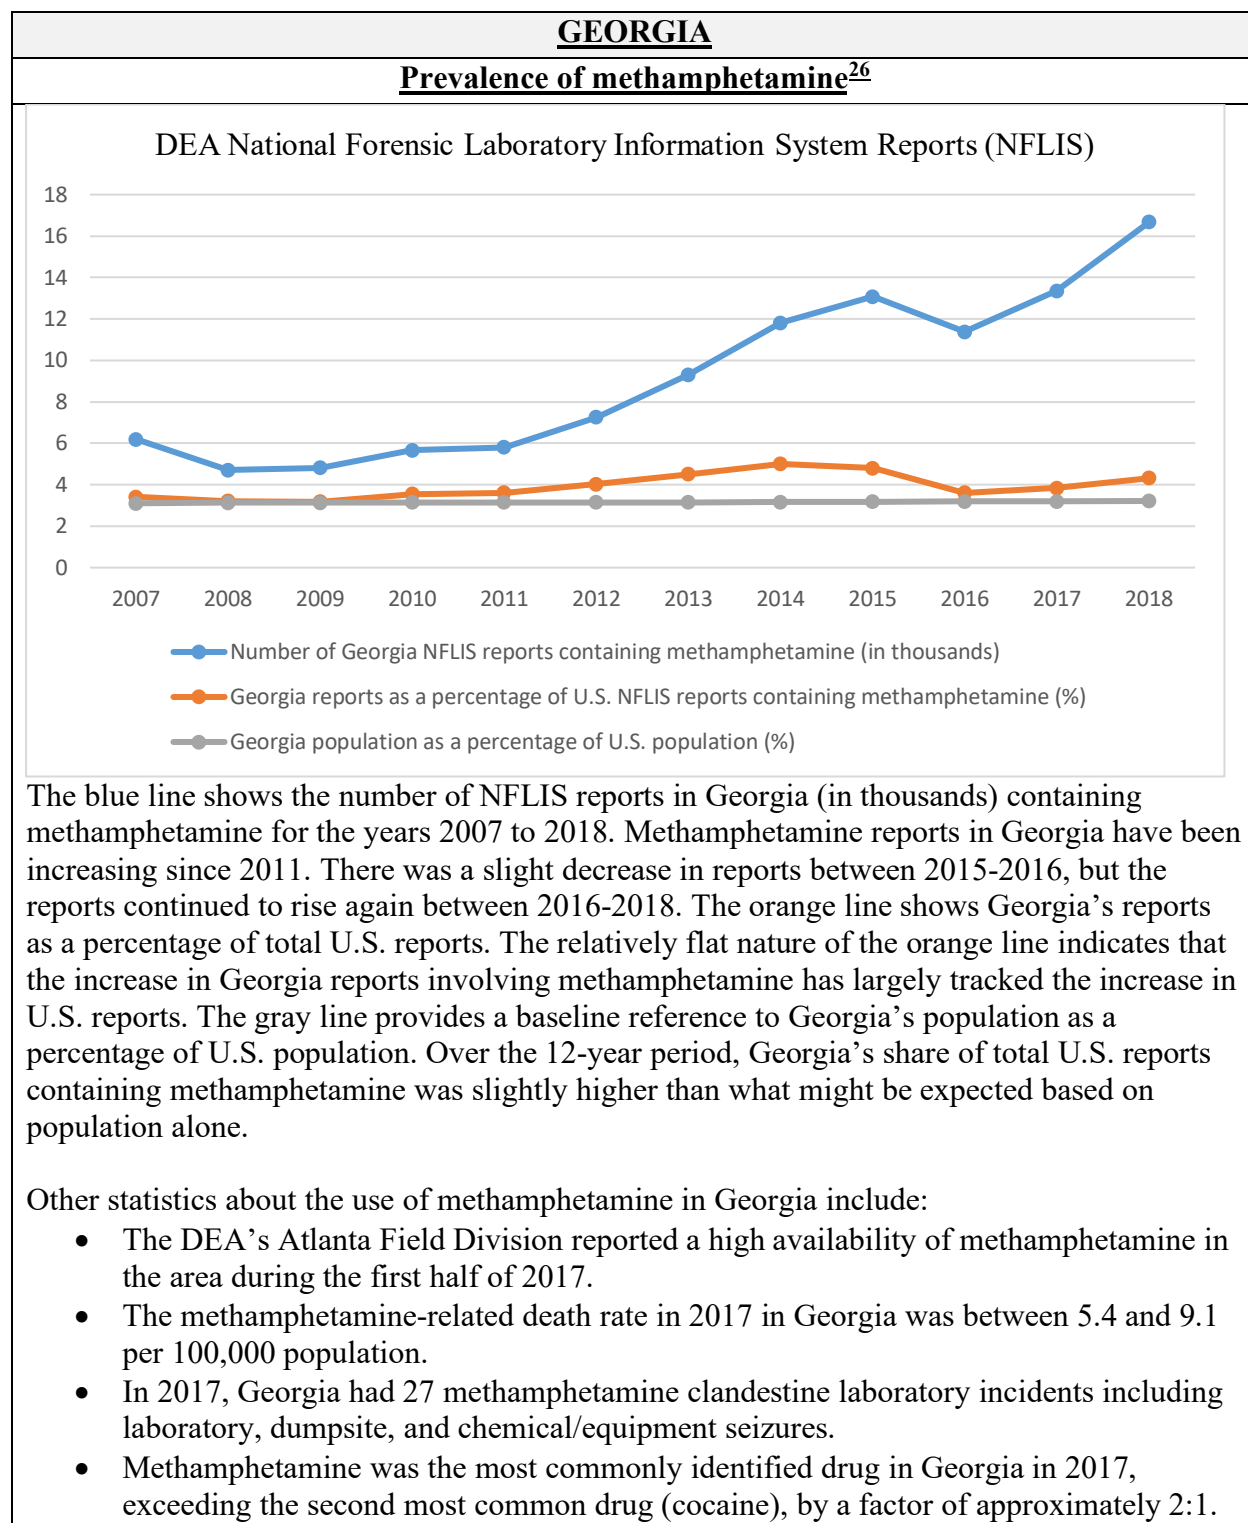 GEORGIA
Prevalence of methamphetamine26
DEA National Forensic Laboratory Information System Reports (NFLIS)
18
16
14
12
10
8
6
4
2
0
2007 2008 2009 2010 2011 2012 2013 2014 2015 2016 2017 2018
Number of Georgia NFLIS reports containing methamphetamine (in thousands)
Georgia reports as a percentage of U.S. NFLIS reports containing methamphetamine (%)
Georgia population as a percentage of U.S. population (%)
The blue line shows the number of NFLIS reports in Georgia (in thousands) containing
methamphetamine for the years 2007 to 2018. Methamphetamine reports in Georgia have been
increasing since 2011. There was a slight decrease in reports between 2015-2016, but the
reports continued to rise again between 2016-2018. The orange line shows Georgia’s reports
as a percentage of total U.S. reports. The relatively flat nature of the orange line indicates that
the increase in Georgia reports involving methamphetamine has largely tracked the increase in
U.S. reports. The gray line provides a baseline reference to Georgia’s population as a
percentage of U.S. population. Over the 12-year period, Georgia’s share of total U.S. reports
containing methamphetamine was slightly higher than what might be expected based on
population alone.
Other statistics about the use of methamphetamine in Georgia include:
• The DEA’s Atlanta Field Division reported a high availability of methamphetamine in
the area during the first half of 2017.
• The methamphetamine-related death rate in 2017 in Georgia was between 5.4 and 9.1
per 100,000 population.
• In 2017, Georgia had 27 methamphetamine clandestine laboratory incidents including
laboratory, dumpsite, and chemical/equipment seizures.
• Methamphetamine was the most commonly identified drug in Georgia in 2017,
exceeding the second most common drug (cocaine), by a factor of approximately 2:1.